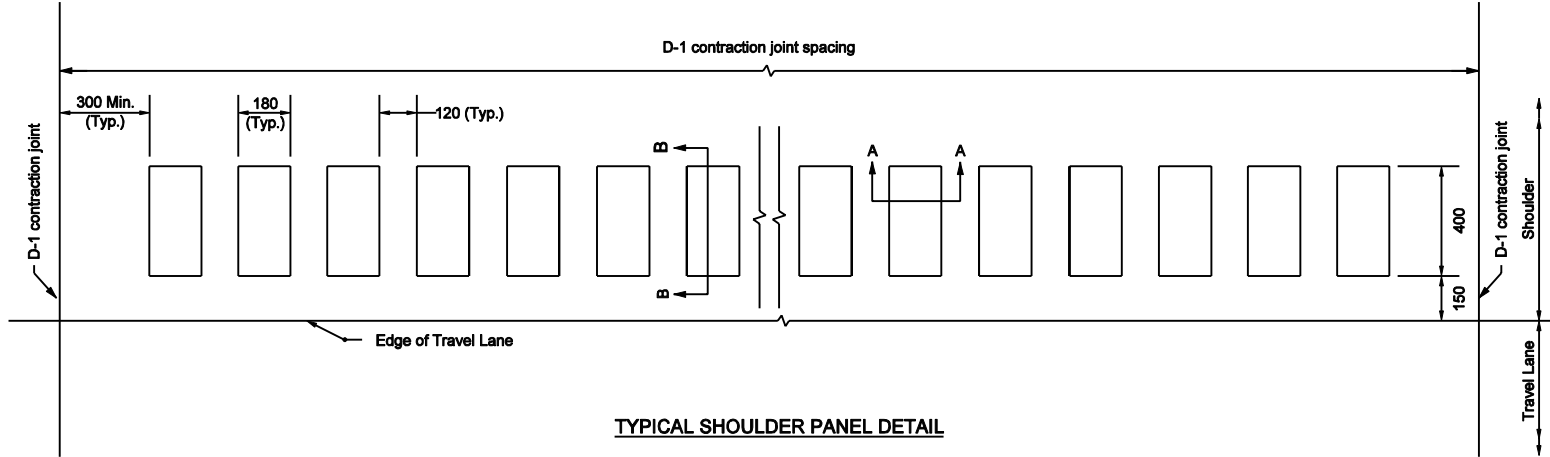 D-1 contraction joint spacing
300 Min.
(Typ.)
180
(Typ.)
120 (Typ.)
D-1 contraction joint
B
B
A
A
400
150
D-1 contraction joint
Shoulder
Travel Lane
Edge of Travel Lane
TYPICAL SHOULDER PANEL DETAIL